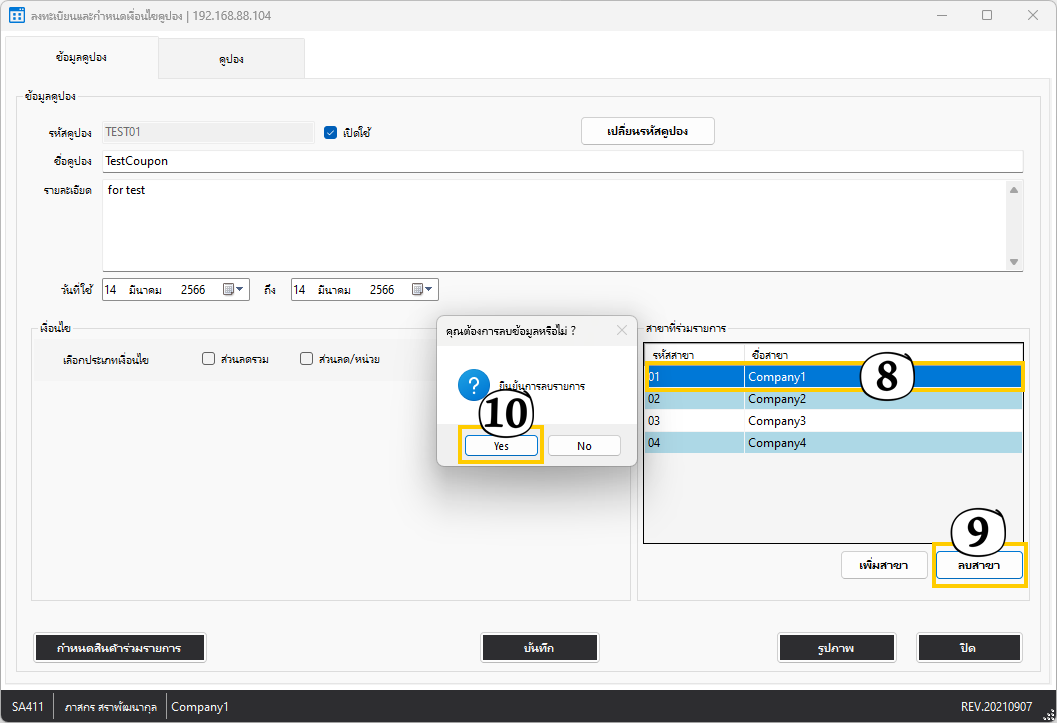 ลงทะเบียนและกำหนดเงื่อนไขคูปอง | 192.168.88.104
ข้อมูลคูปอง
คูปอง
ข้อมูลคูปอง
รหัสคูปอง TEST01 เปิดใช้ เปลี่ยนรหัสคูปอง
ชื่อคูปอง TestCoupon
รายละเอียด for test
วันที่ใช้ 14 มีนาคม 2566 ถึง 14 มีนาคม 2566
เงื่อนไข
เลือกประเภทเงื่อนไข ส่วนลดรวม ส่วนลด/หน่วย
คุณต้องการลบข้อมูลหรือไม่ ?
ยืนยันการลบรายการ
10
Yes No
สาขาที่ร่วมรายการ
รหัสสาขา ชื่อสาขา
01 Company1 8
02 Company2
03 Company3
04 Company4
9
เพิ่มสาขา ลบสาขา
กำหนดสินค้าร่วมรายการ บันทึก รูปภาพ ปิด
SA411 ภาสกร สราพัฒนากุล Company1 REV.20210907